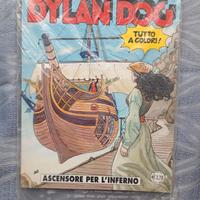 DYLAN DOG
TUTTO
A COLORI!
ASCENSORE PER L'INFERNO